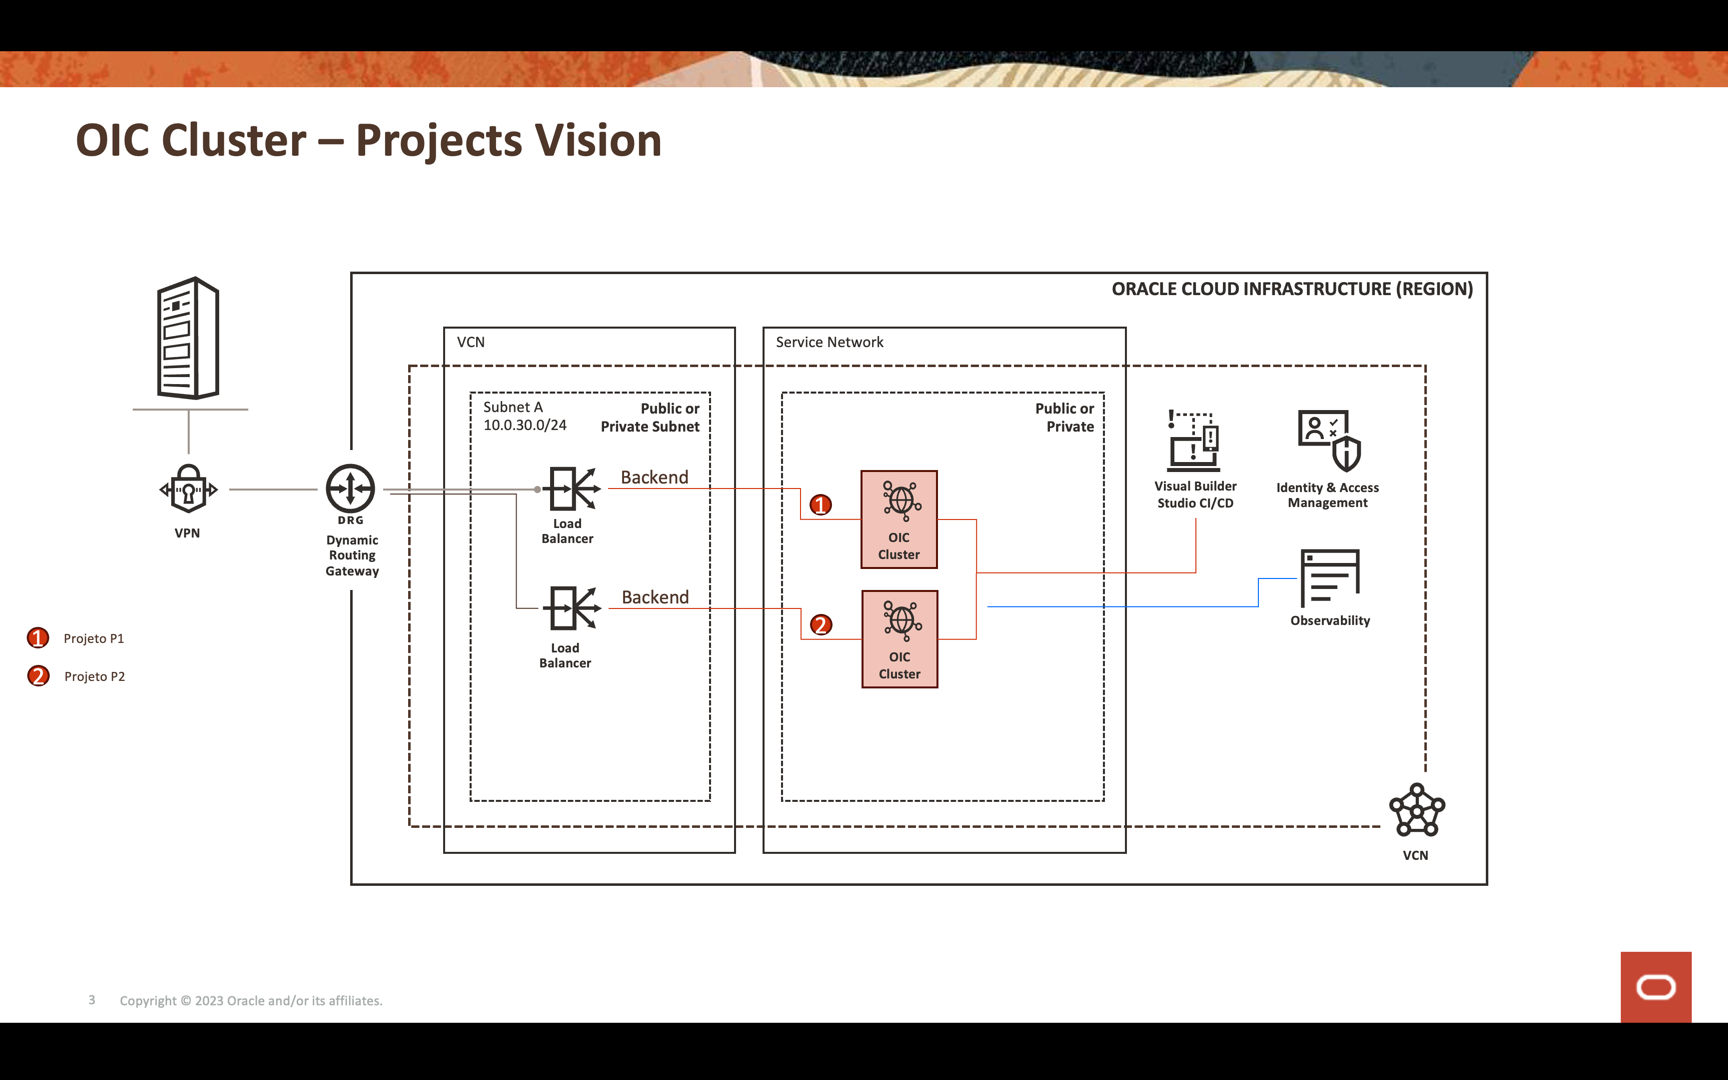 OIC Cluster – Projects Vision
ORACLE CLOUD INFRASTRUCTURE (REGION)
VCN
Service Network
Subnet A
10.0.30.0/24
Public or
Private Subnet
Public or
Private
Backend
1
OIC
Cluster
Load
Balancer
Visual Builder
Studio CI/CD
Identity & Access
Management
VPN
DRG
Dynamic
Routing
Gateway
Backend
2
OIC
Cluster
Load
Balancer
Observability
1 Projeto P1
2 Projeto P2
VCN
3 Copyright © 2023 Oracle and/or its affiliates.